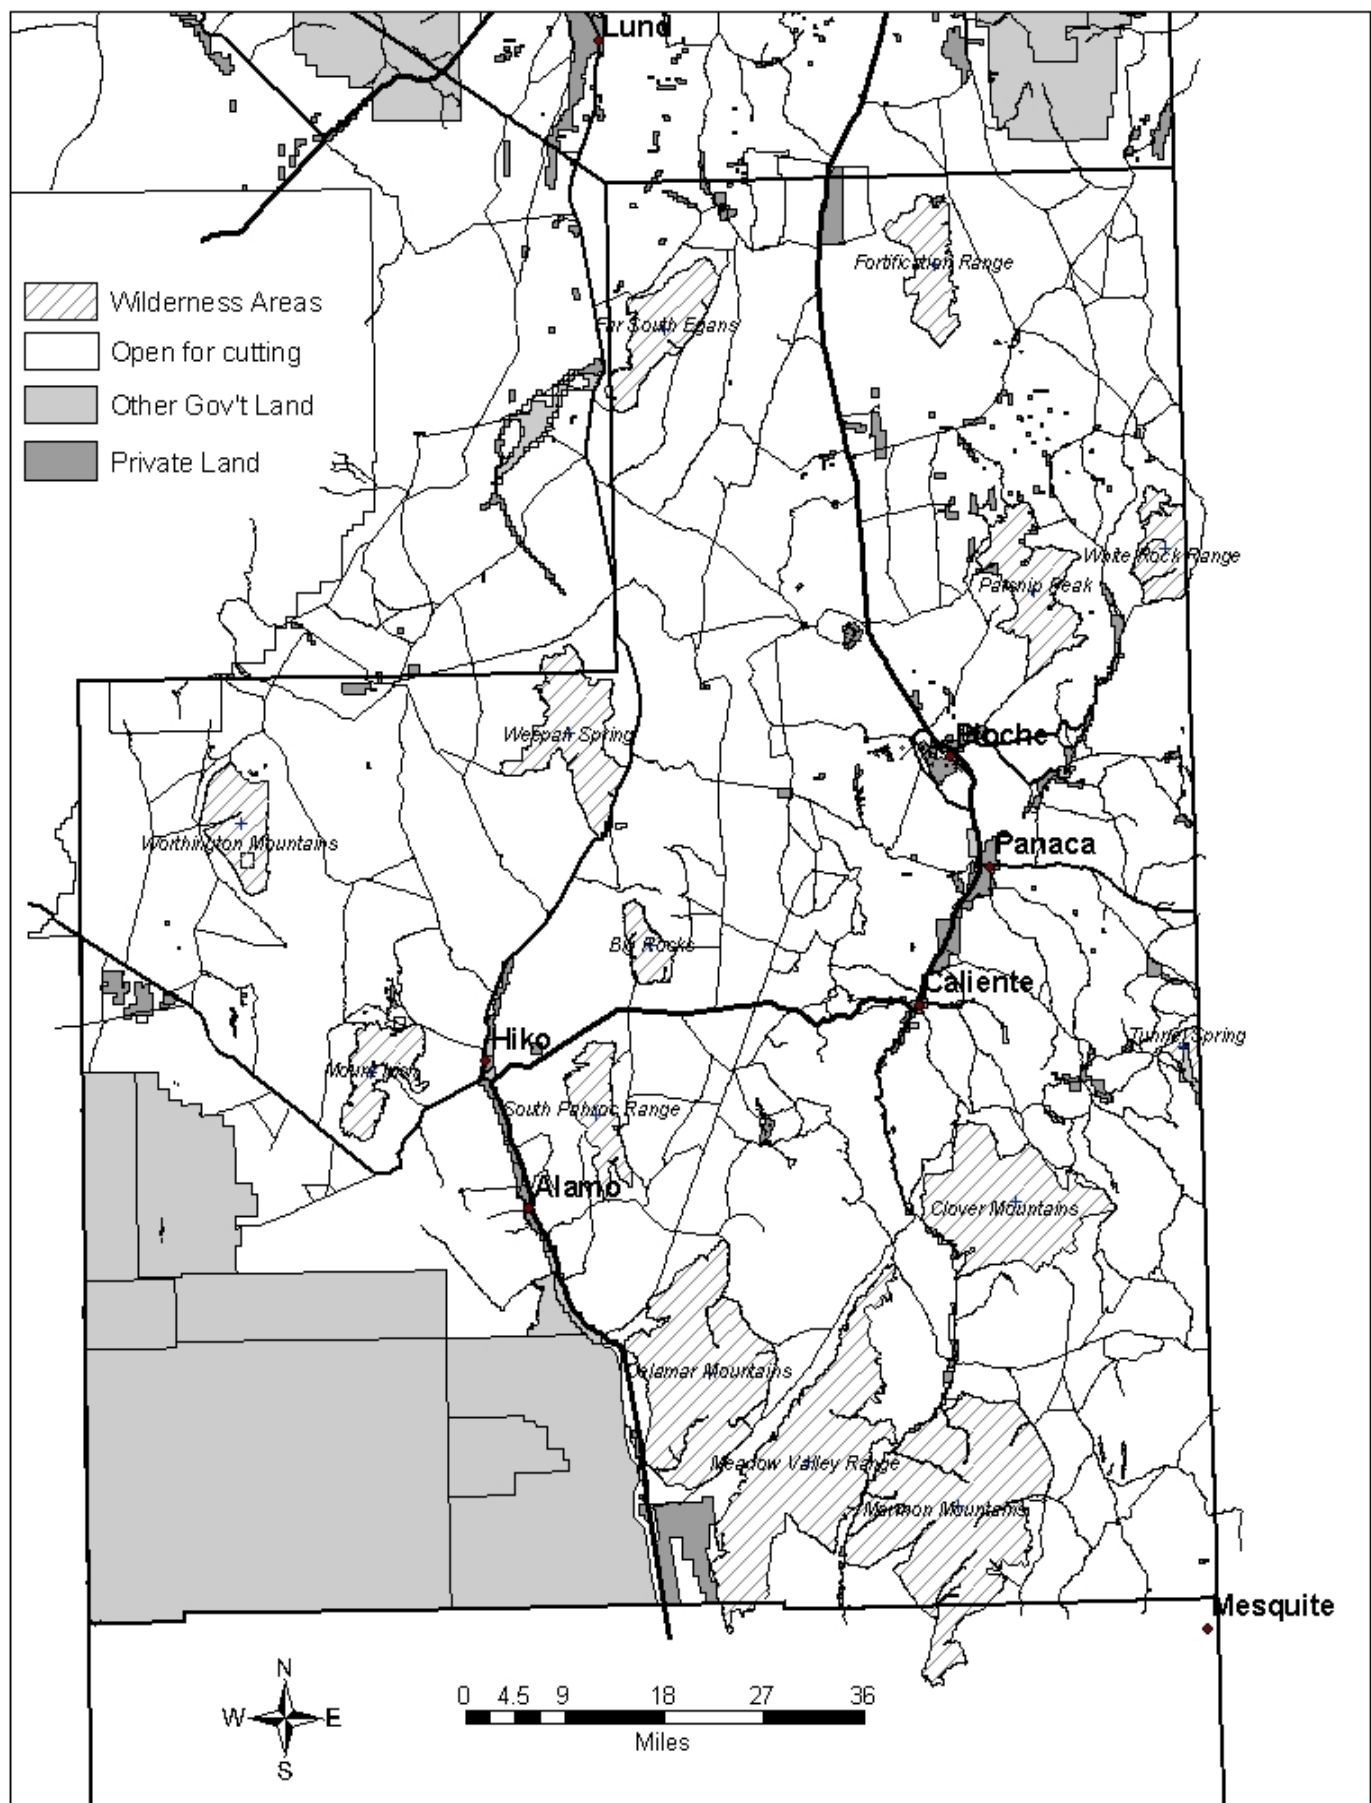 Lund
Fortification Range
Wilderness Areas
Far South Egans
Open for cutting
Other Gov't Land
Private Land
White Rock Range
Parsnip Peak
Weepah Spring
Pioche
Worthington Mountains
Panaca
Big Rocks
Caliente
Hiko
Tunnel Spring
Mount Irish
South Pahroc Range
Alamo
Clover Mountains
Delamar Mountains
Meadow Valley Range
Mormon Mountains
Mesquite
N
W E
S
0 4.5 9 18 27 36
Miles